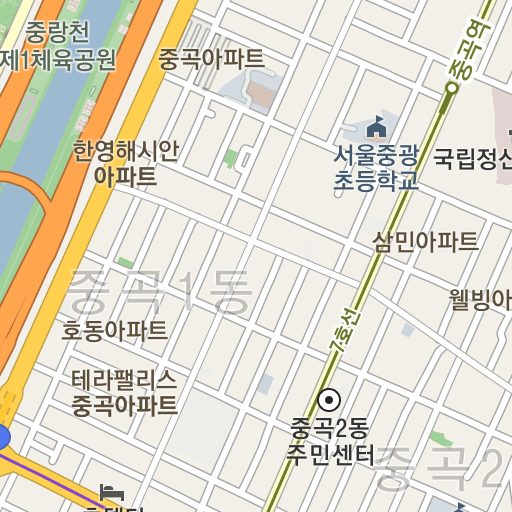 중랑천
제1체육공원
중곡아파트
중곡역
한영해시안
아파트
서울중광
초등학교
국립정신
삼민아파트
중곡1동
웰빙아
호동아파트
7호선
테라팰리스
중곡아파트
중곡2동
주민센터
중곡2